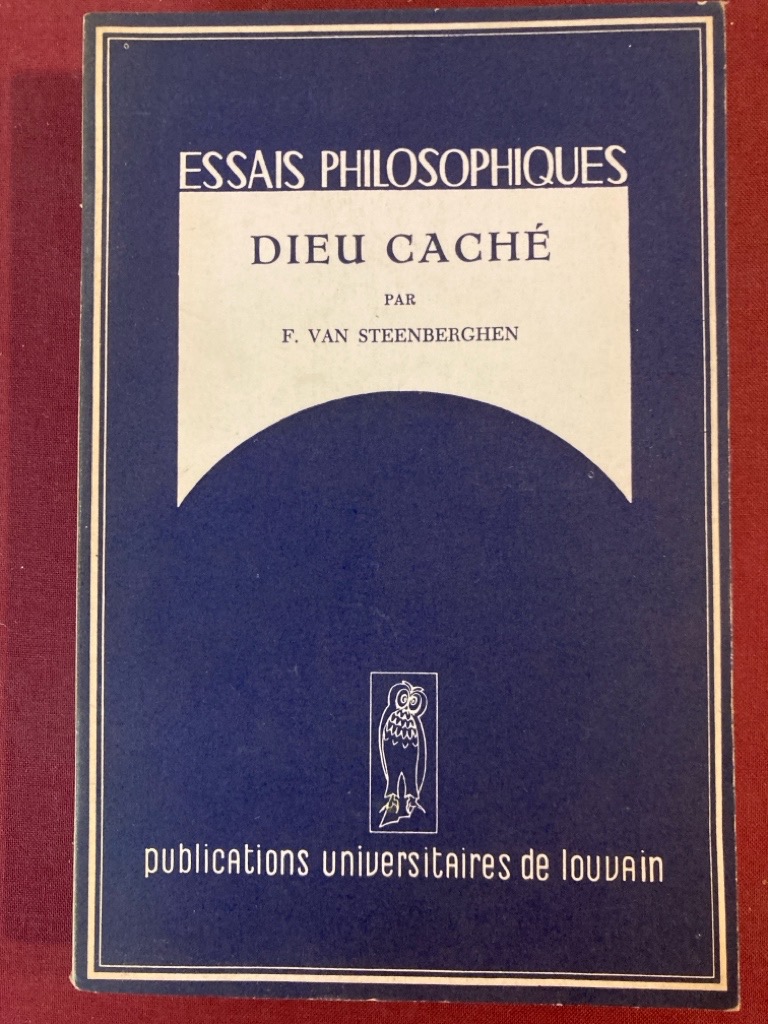 ESSAIS PHILOSOPHIQUES
DIEU CACHÉ
PAR
F. VAN STEENBERGHEN
publications universitaires de louvain